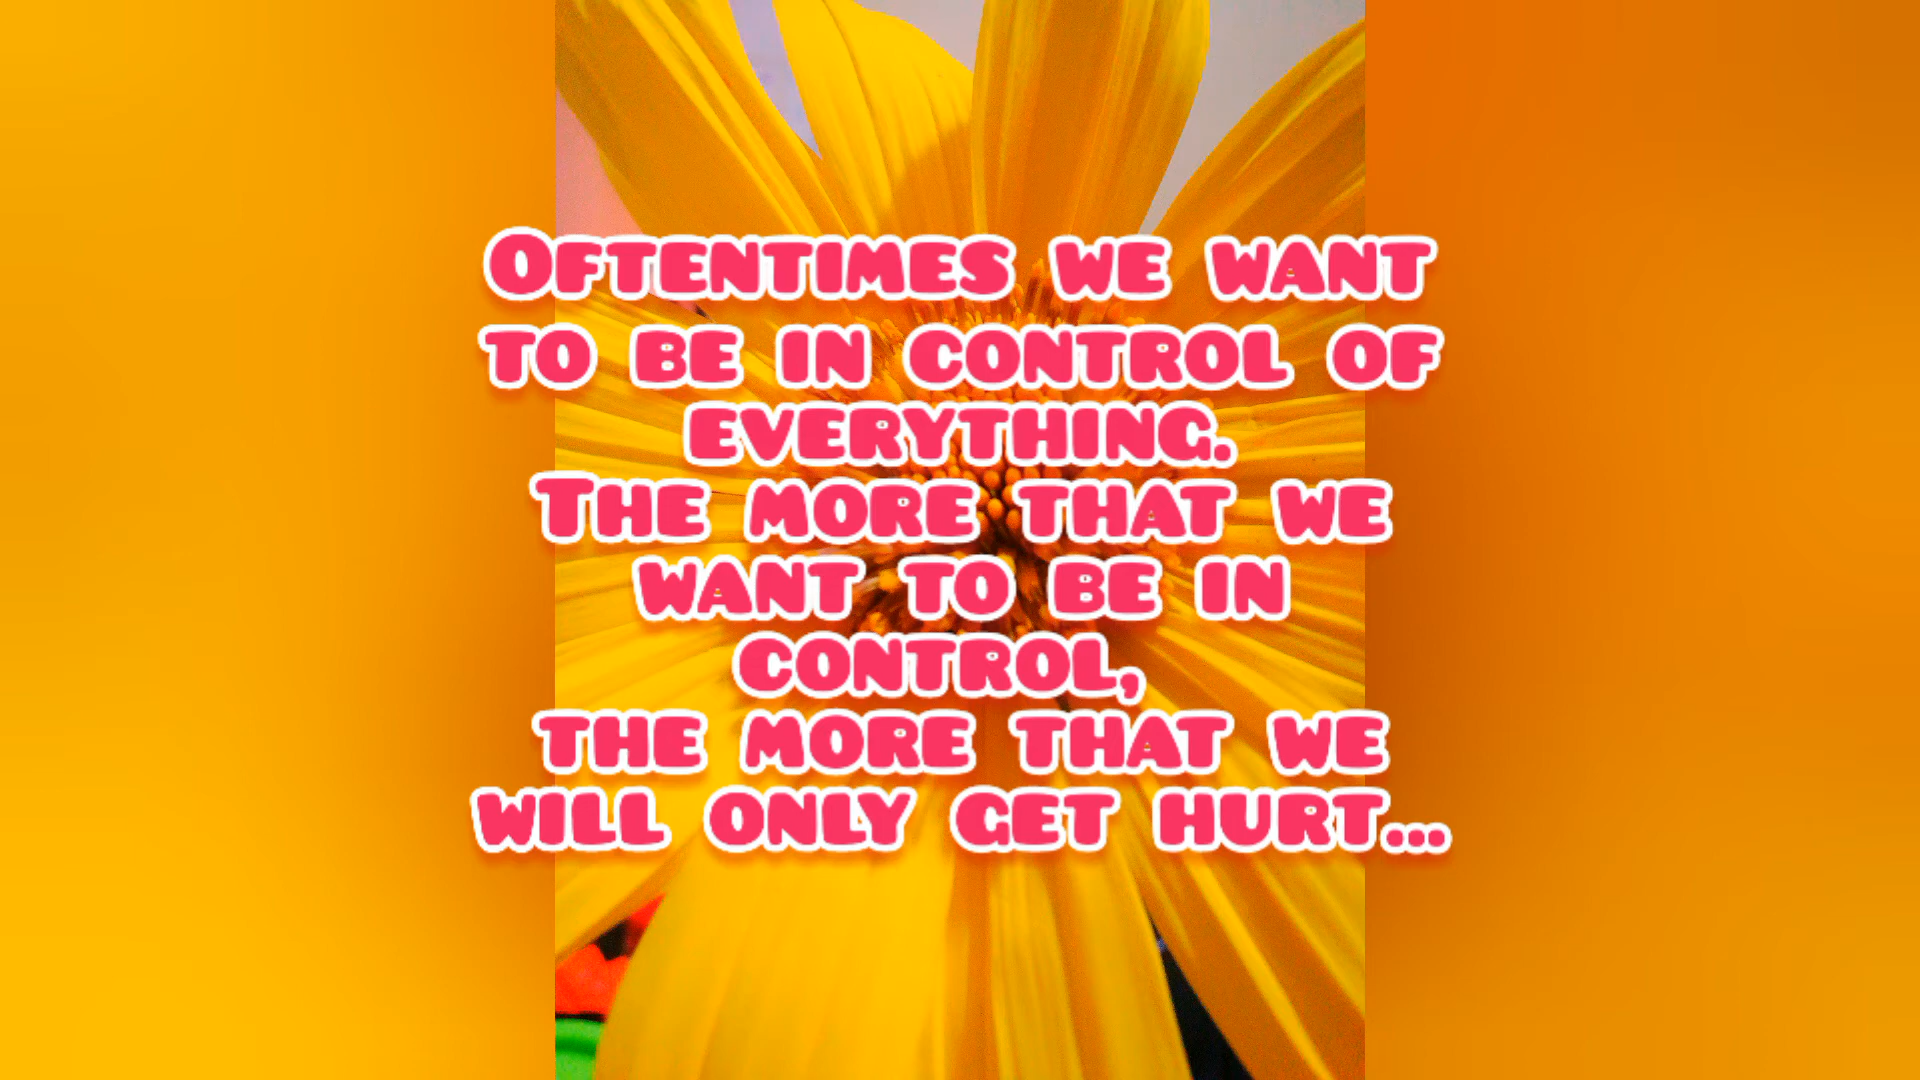 Oftentimes we want
to be in control of
everything.
The more that we
want to be in
control,
the more that we
will only get hurt...